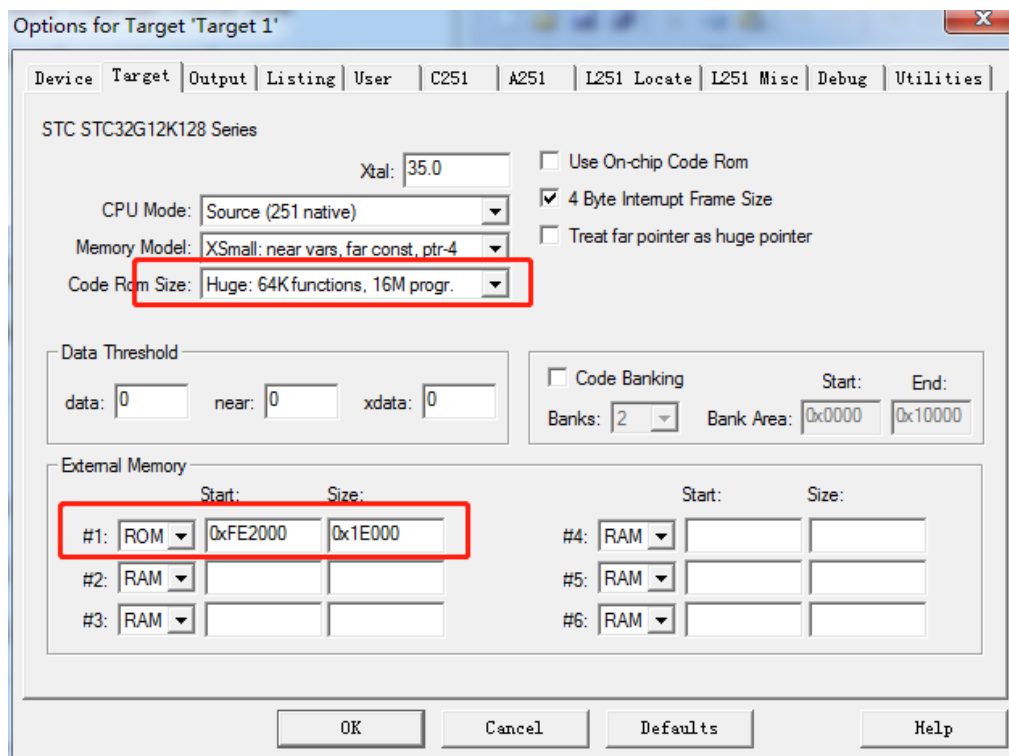 Options for Target 'Target 1'
Device Target Output Listing User C251 A251 L251 Locate L251 Misc Debug Utilities
STC STC32G12K128 Series
Xtal: 35.0
Use On-chip Code Rom
CPU Mode: Source (251 native)
4 Byte Interrupt Frame Size
Memory Model: XSmall: near vars, far const, ptr-4
Treat far pointer as huge pointer
Code Rom Size: Huge: 64K functions, 16M progr.
Data Threshold
data: 0 near: 0 xdata: 0
Code Banking Start: End:
Banks: 2 Bank Area: 0x0000 0x10000
External Memory
Start: Size: Start: Size:
#1: ROM 0xFE2000 0x1E000 #4: RAM
#2: RAM #5: RAM
#3: RAM #6: RAM
OK Cancel Defaults Help